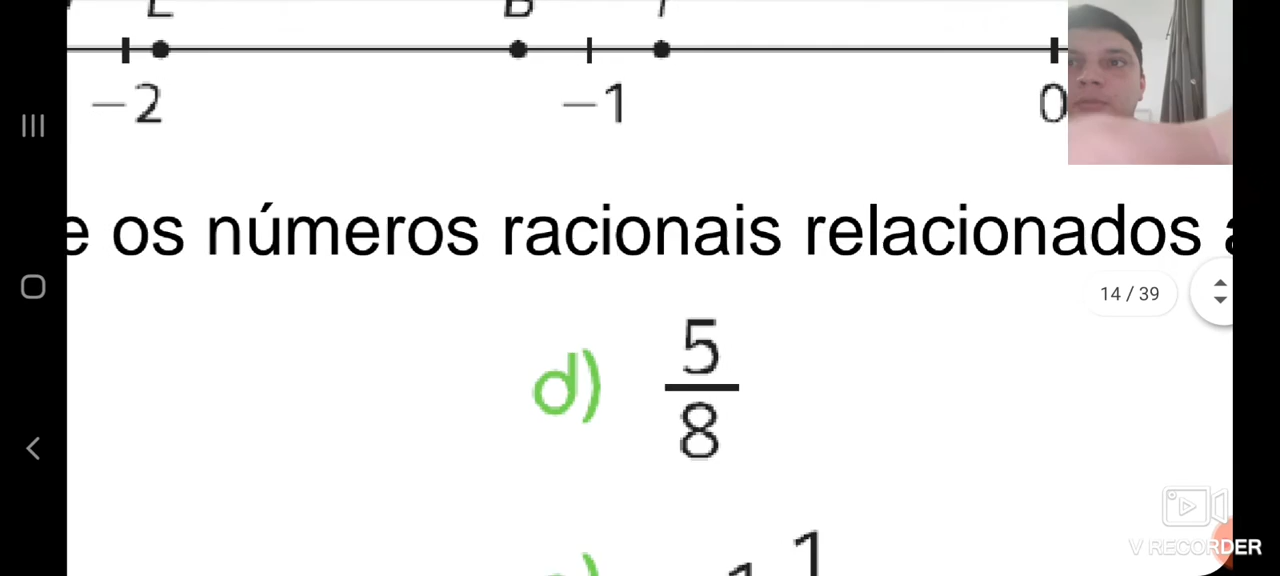 B
−2 −1 0
e os números racionais relacionados
14 / 39
d) 5/8
1
V RECORDER